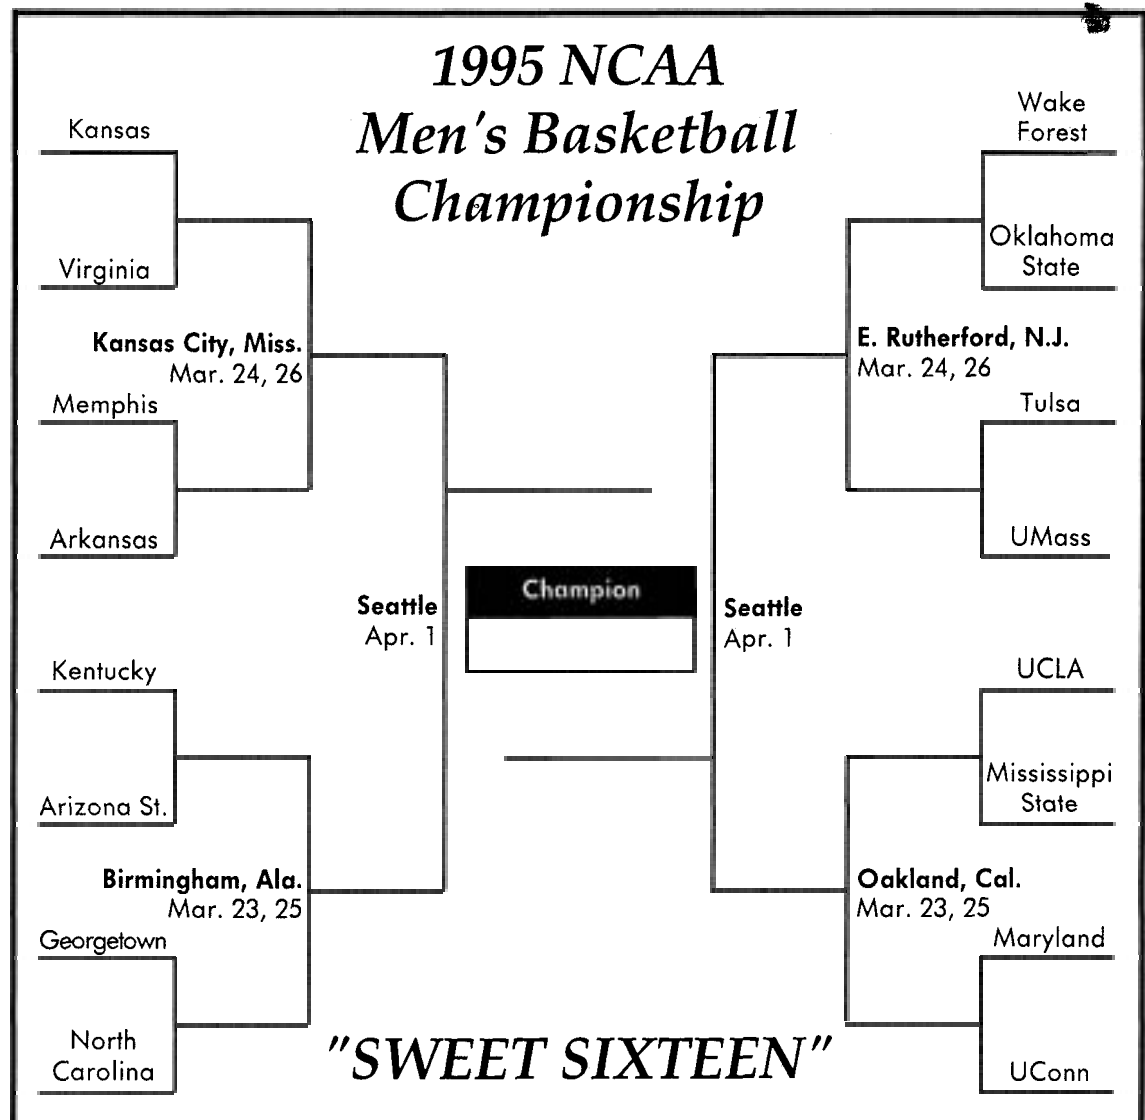 1995 NCAA
Men's Basketball
Championship
Kansas
Virginia
Kansas City, Miss.
Mar. 24, 26
Memphis
Arkansas
Seattle
Apr. 1
Kentucky
Arizona St.
Birmingham, Ala.
Mar. 23, 25
Georgetown
North
Carolina
Champion
Wake
Forest
Oklahoma
State
E. Rutherford, N.J.
Mar. 24, 26
Tulsa
UMass
Seattle
Apr. 1
UCLA
Mississippi
State
Oakland, Cal.
Mar. 23, 25
Maryland
UConn
"SWEET SIXTEEN"